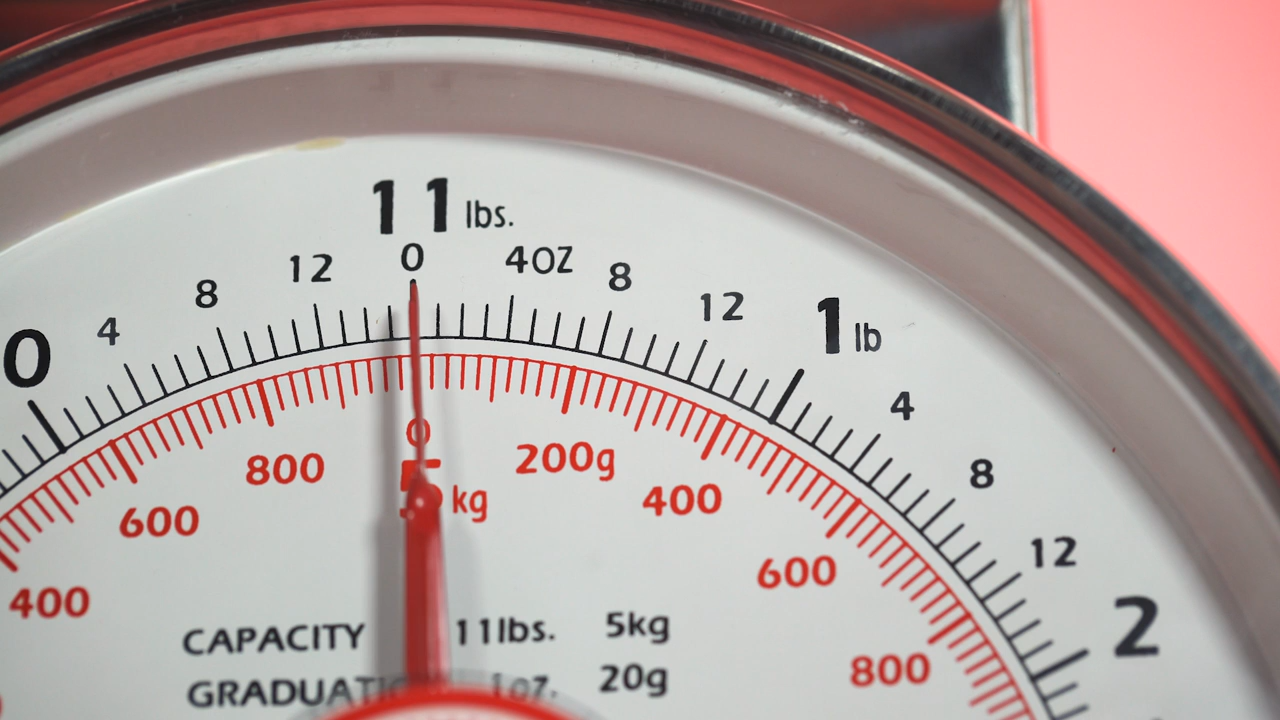 11 lbs.
0 4 8 12 0 4OZ 8 12 1 lb 4 8 12 2
400 600 800 0 200g 400 600 800
5 kg
CAPACITY 11lbs. 5kg
GRADUATI 1oz. 20g